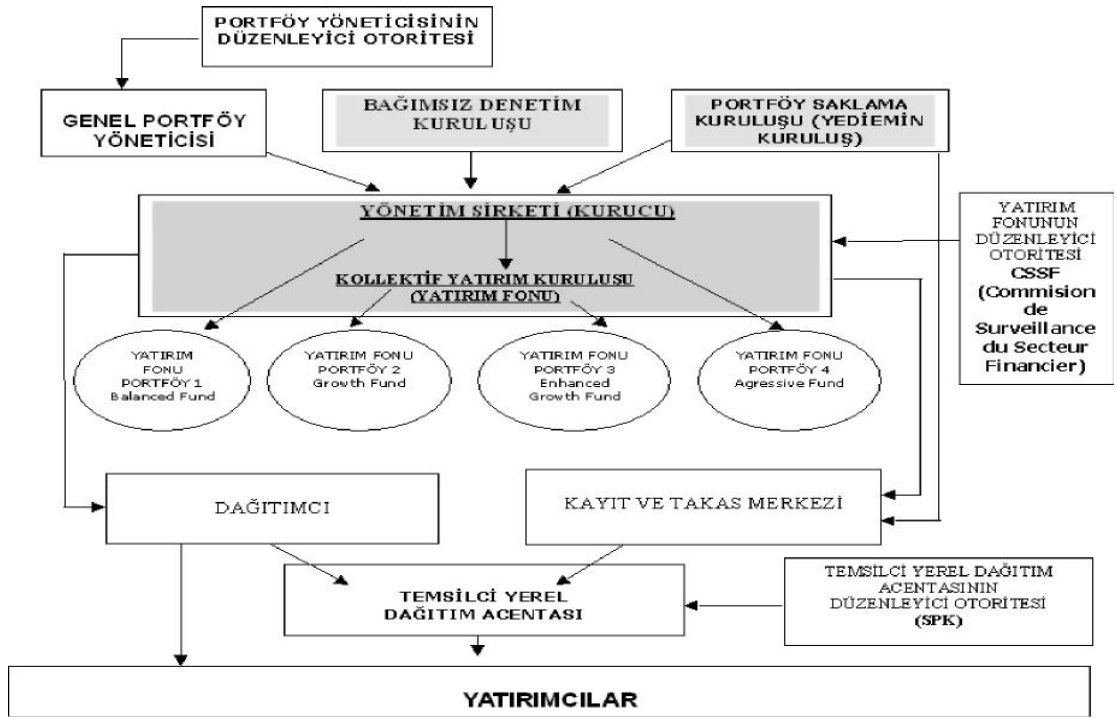 PORTFÖY YÖNETİCİSİNİN
DÜZENLEYİCİ OTORİTESİ
GENEL PORTFÖY
YÖNETİCİSİ
BAĞIMSIZ DENETİM
KURULUŞU
PORTFÖY SAKLAMA
KURULUŞU (YEDİEMİN
KURULUŞ)
YÖNETİM SİRKETİ (KURUCU)
KOLLEKTİF YATIRIM KURULUSU
(YATIRIM FONU)
YATIRIM
FONUNUN
DÜZENLEYİCİ
OTORİTESİ
CSSF
(Commision
de
Surveillance
du Secteur
Financier)
YATIRIM
FONU
PORTFÖY 1
Balanced Fund
YATIRIM FONU
PORTFÖY 2
Growth Fund
YATIRIM FONU
PORTFÖY 3
Enhanced
Growth Fund
YATIRIM FONU
PORTFÖY 4
Agressive Fund
DAĞITIMCI
KAYIT VE TAKAS MERKEZİ
TEMSİLCİ YEREL
DAĞITIM ACENTASI
TEMSİLCİ YEREL DAĞITIM
ACENTASININ
DÜZENLEYİCİ OTORİTESİ
(SPK)
YATIRIMCILAR